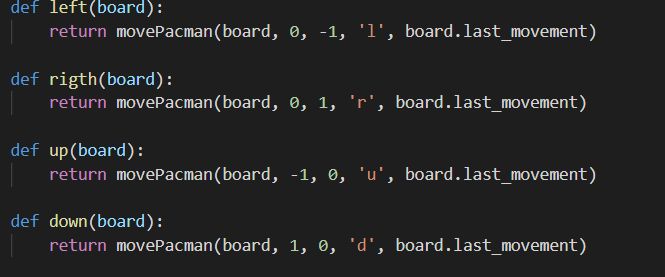 def left(board):
    return movePacman(board, 0, -1, 'l', board.last_movement)
def rigth(board):
    return movePacman(board, 0, 1, 'r', board.last_movement)
def up(board):
    return movePacman(board, -1, 0, 'u', board.last_movement)
def down(board):
    return movePacman(board, 1, 0, 'd', board.last_movement)